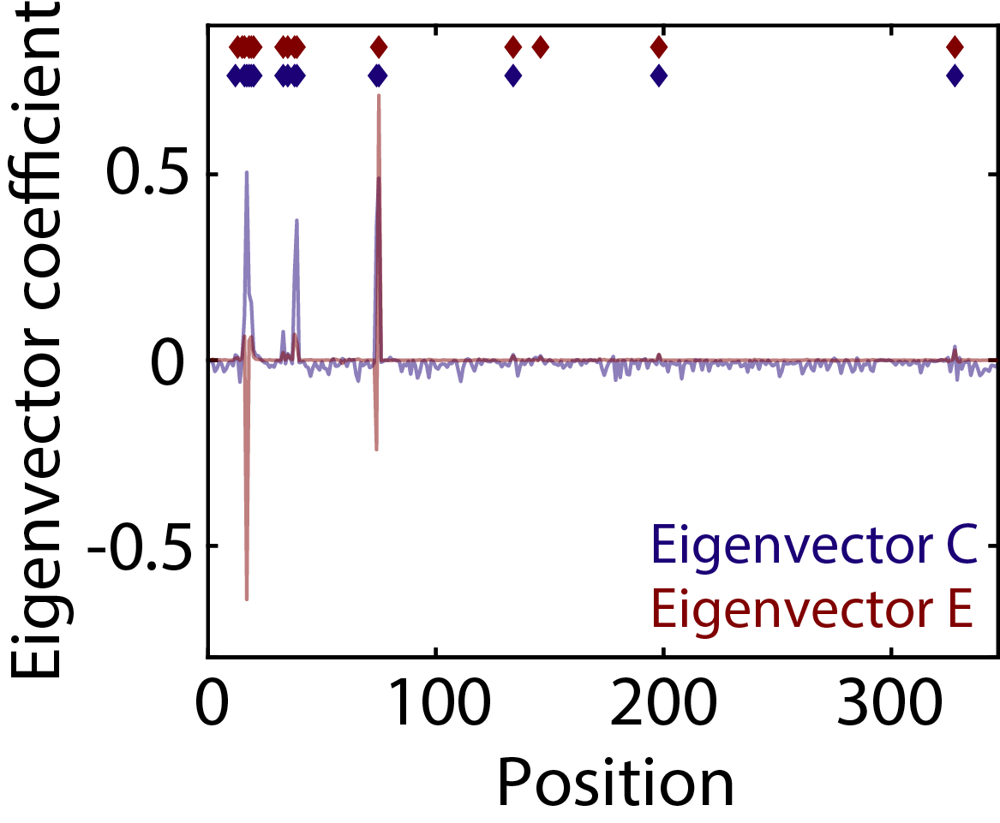 Eigenvector coefficient
0.5
0
-0.5
Eigenvector C
Eigenvector E
0 100 200 300
Position